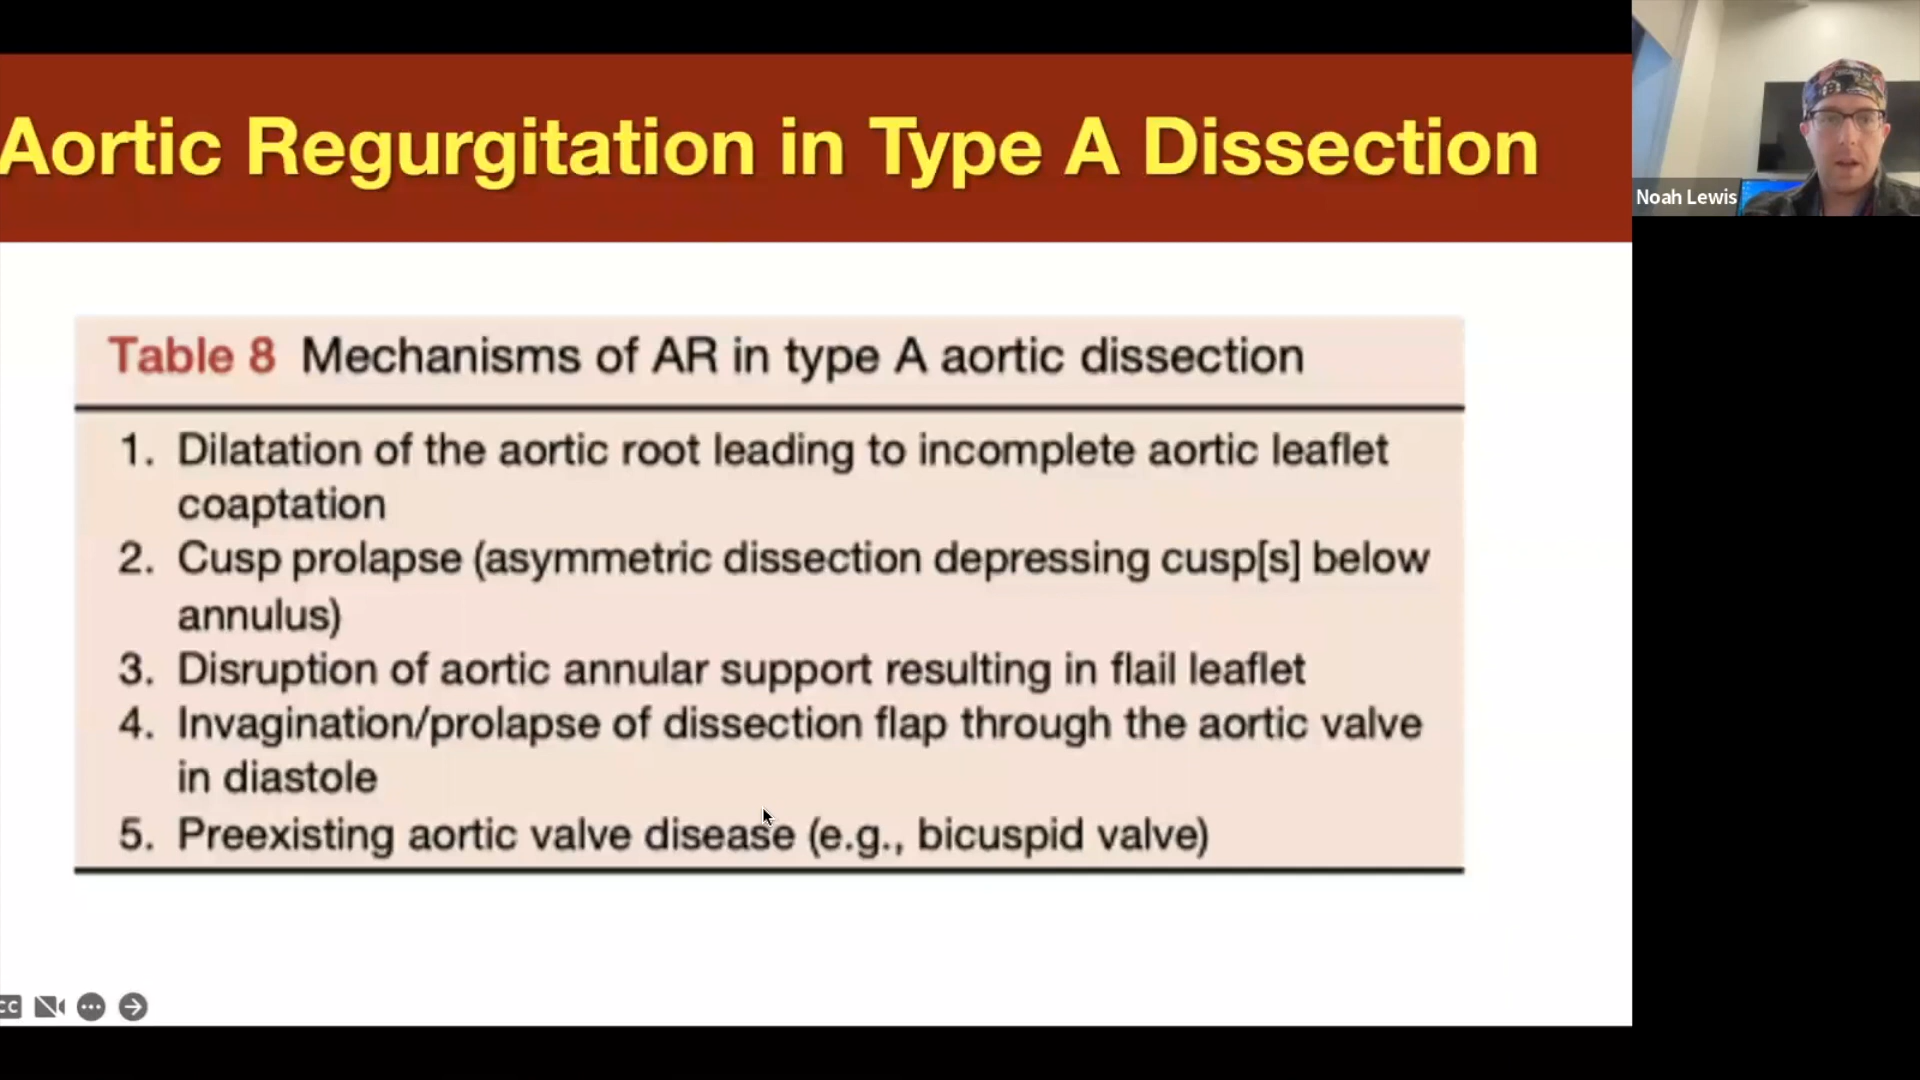 Aortic Regurgitation in Type A Dissection
Noah Lewis
Table 8 Mechanisms of AR in type A aortic dissection
1. Dilatation of the aortic root leading to incomplete aortic leaflet
coaptation
2. Cusp prolapse (asymmetric dissection depressing cusp[s] below
annulus)
3. Disruption of aortic annular support resulting in flail leaflet
4. Invagination/prolapse of dissection flap through the aortic valve
in diastole
5. Preexisting aortic valve disease (e.g., bicuspid valve)
CC